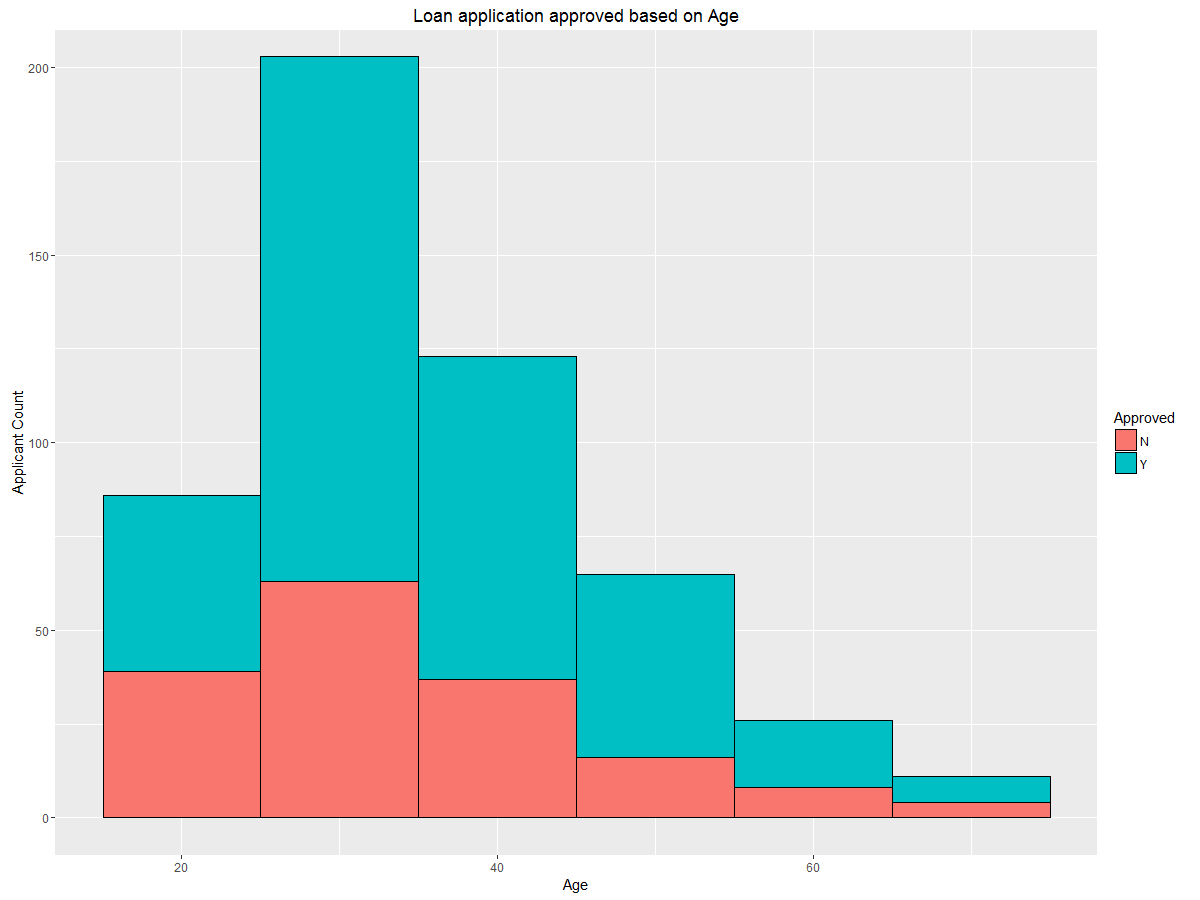 Loan application approved based on Age
200
150
100
50
0
Applicant Count
20 40 60
Age
Approved
N
Y